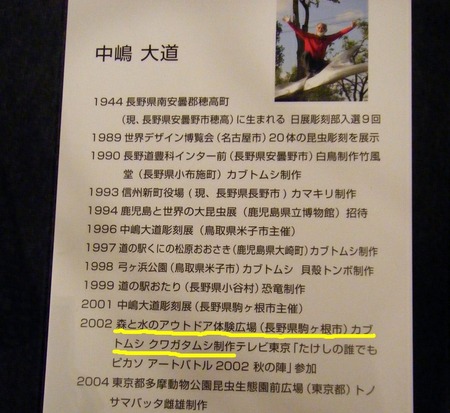 中嶋 大道
1944 長野県南安曇郡穂高町
(現、長野県安曇野市穂高)に生まれる 日展彫刻部入選9回
1989 世界デザイン博覧会(名古屋市)20体の昆虫彫刻を展示
1990 長野道豊科インター前(長野県安曇野市)白鳥制作竹風
堂(長野県小布施町)カブトムシ制作
1993 信州新町役場(現、長野県長野市)カマキリ制作
1994 鹿児島と世界の大昆虫展(鹿児島県立博物館)招待
1996 中嶋大道彫刻展(鳥取県米子市主催)
1997 道の駅くにの松原おおさき(鹿児島県大崎町)カブトムシ制作
1998 弓ヶ浜公園(鳥取県米子市)カブトムシ 貝殻トンボ制作
1999 道の駅おたり(長野県小谷村)恐竜制作
2001 中嶋大道彫刻展(長野県駒ヶ根市主催)
2002 森と水のアウトドア体験広場(長野県駒ヶ根市)カブ
トムシ クワガタムシ制作テレビ東京「たけしの誰でも
ピカソ アートバトル2002 秋の陣」参加
2004 東京都多摩動物公園昆虫生態園前広場(東京都)トノ
サマバッタ雌雄制作